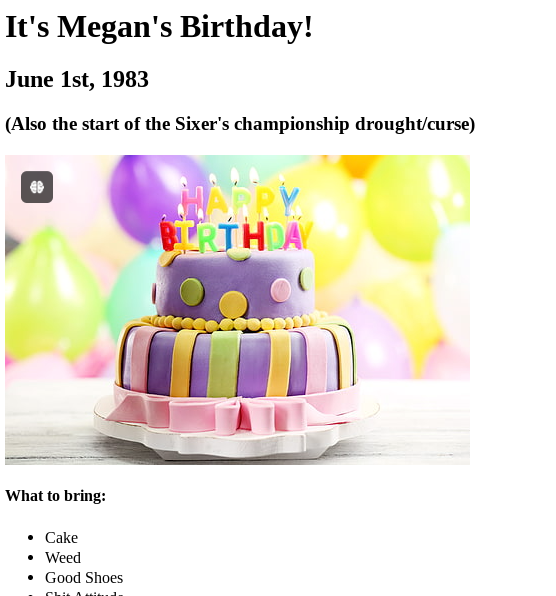 It's Megan's Birthday!
June 1st, 1983
(Also the start of the Sixer's championship drought/curse)
HAPPY
BIRTHDAY
What to bring:
Cake
Weed
Good Shoes